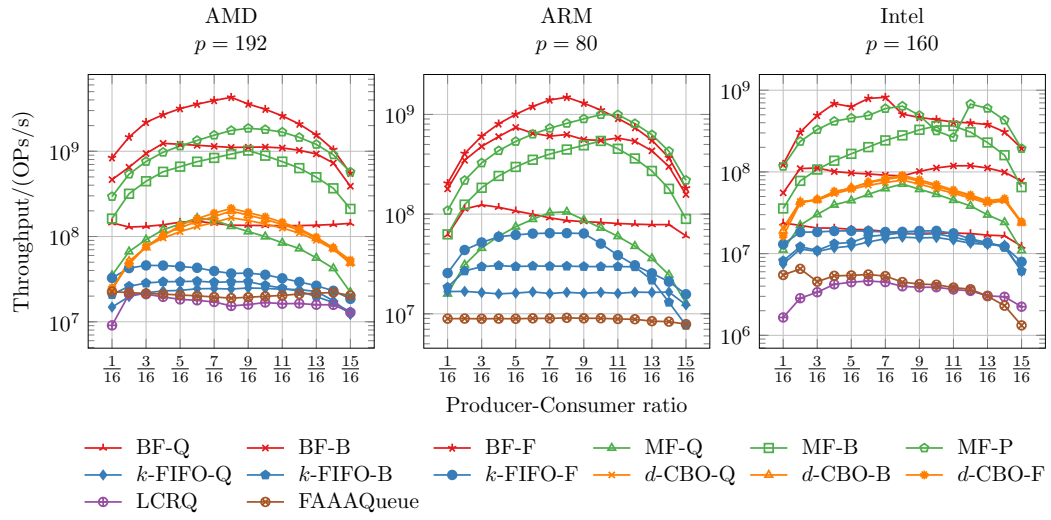 AMD
p = 192
ARM
p = 80
Intel
p = 160
Throughput/(OPs/s)
10^9
10^8
10^7
1/16 3/16 5/16 7/16 9/16 11/16 13/16 15/16
10^9
10^8
10^7
1/16 3/16 5/16 7/16 9/16 11/16 13/16 15/16
10^9
10^8
10^7
10^6
1/16 3/16 5/16 7/16 9/16 11/16 13/16 15/16
Producer-Consumer ratio
BF-Q BF-B BF-F MF-Q MF-B MF-P
k-FIFO-Q k-FIFO-B k-FIFO-F d-CBO-Q d-CBO-B d-CBO-F
LCRQ FAAAQueue